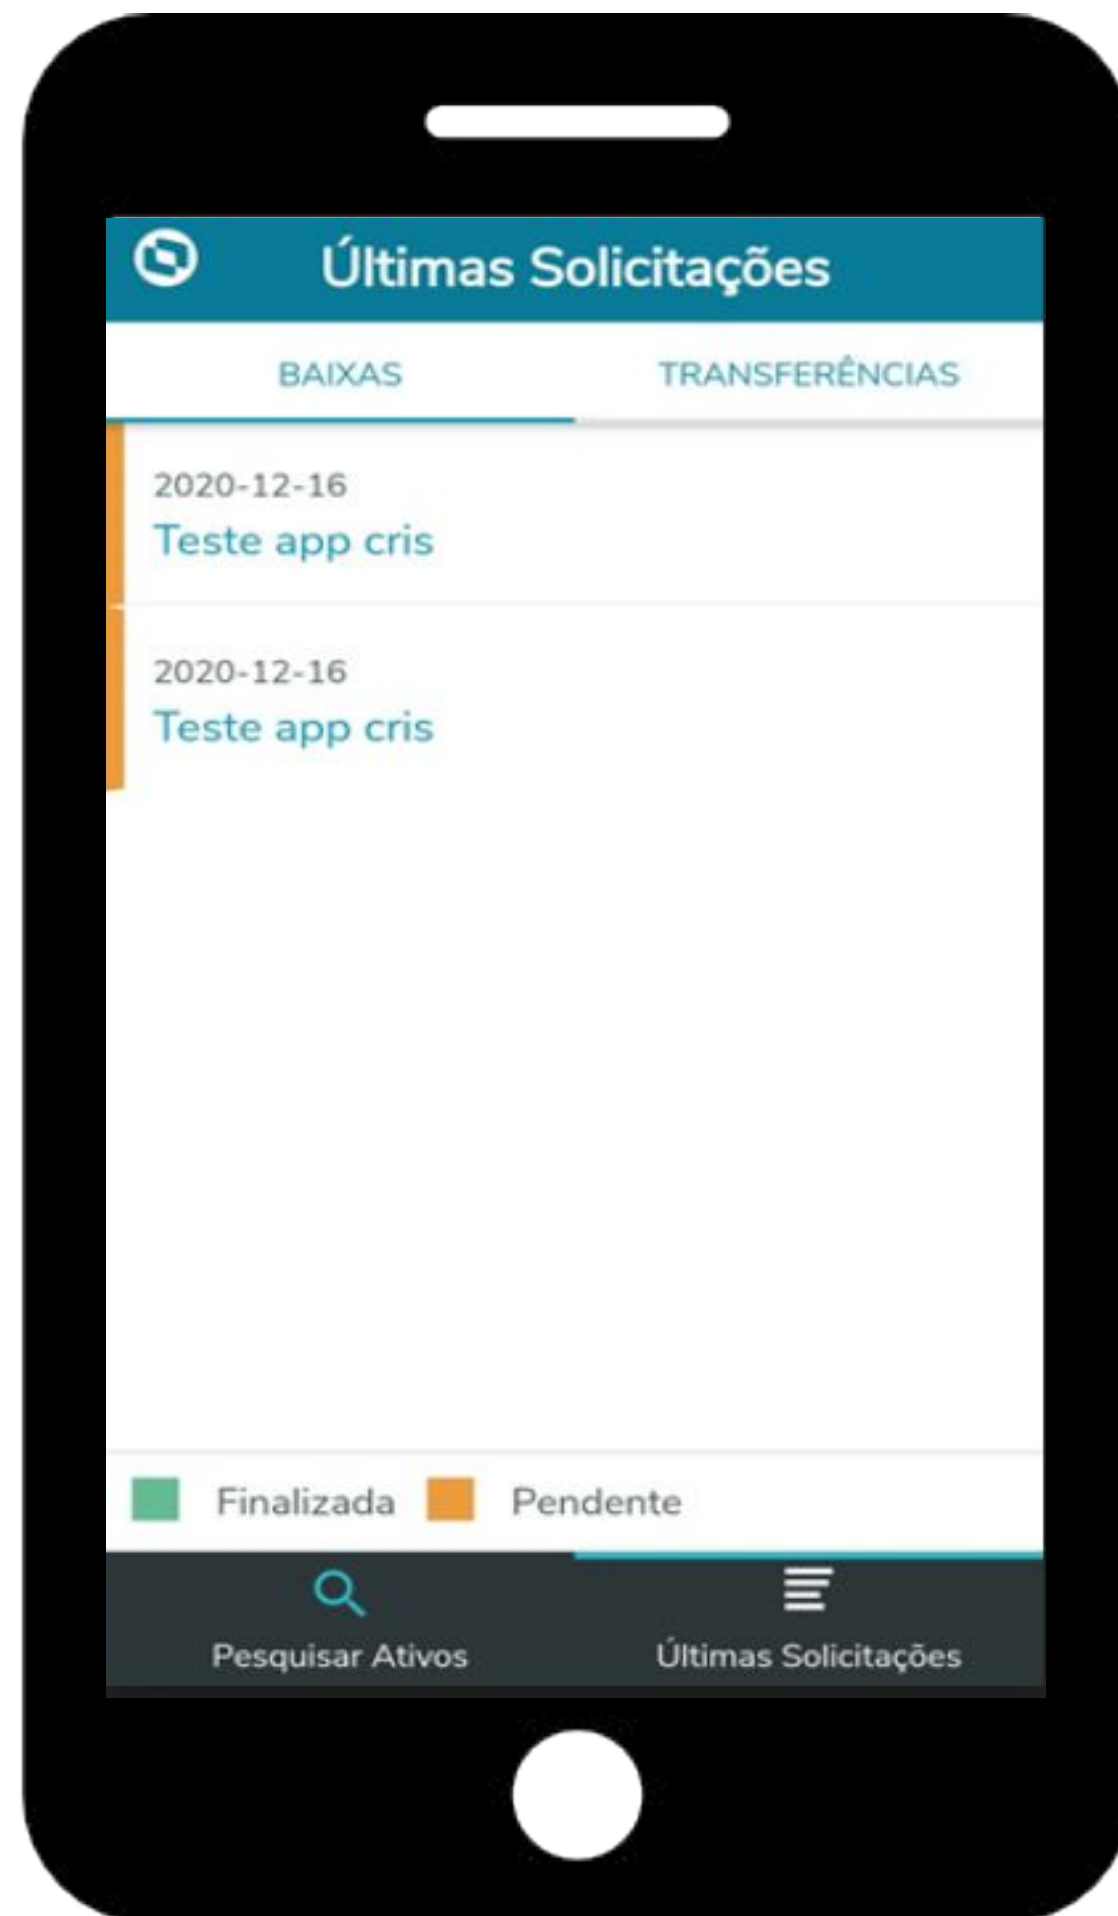 Últimas Solicitações
BAIXAS
TRANSFERÊNCIAS
2020-12-16
Teste app cris
2020-12-16
Teste app cris
Finalizada
Pendente
Pesquisar Ativos
Últimas Solicitações